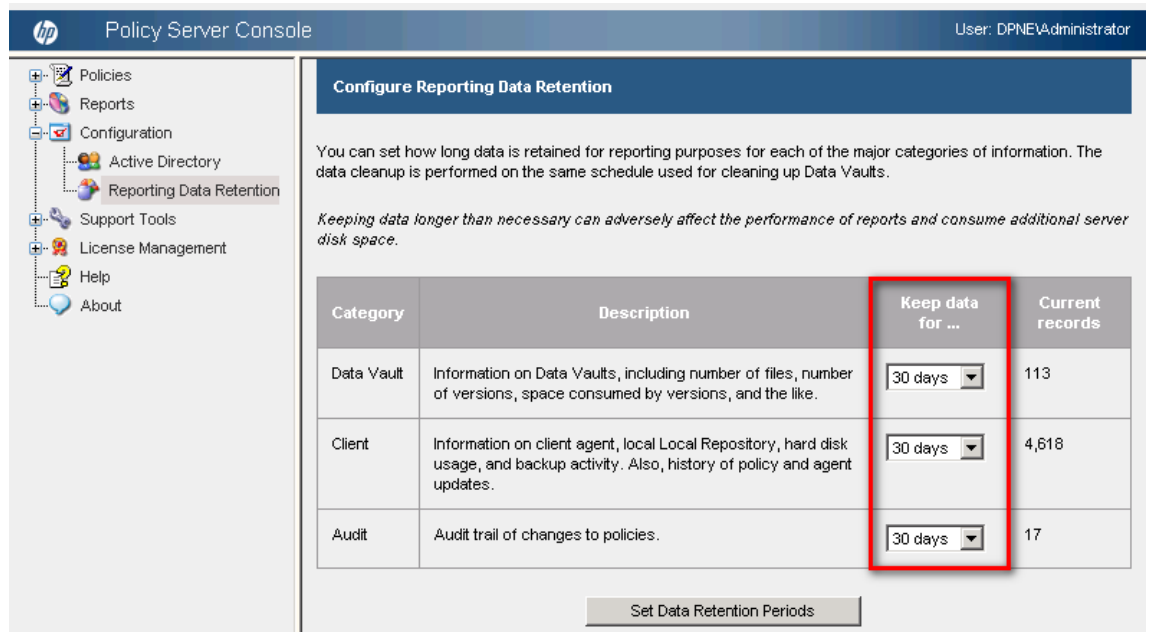 hp Policy Server Console User: DPNE\Administrator
Policies
Reports
Configuration
Active Directory
Reporting Data Retention
Support Tools
License Management
Help
About
Configure Reporting Data Retention
You can set how long data is retained for reporting purposes for each of the major categories of information. The
data cleanup is performed on the same schedule used for cleaning up Data Vaults.
Keeping data longer than necessary can adversely affect the performance of reports and consume additional server
disk space.
Category Description Keep data for ... Current records
Data Vault Information on Data Vaults, including number of files, number 30 days 113
of versions, space consumed by versions, and the like.
Client Information on client agent, local Local Repository, hard disk 30 days 4,618
usage, and backup activity. Also, history of policy and agent
updates.
Audit Audit trail of changes to policies. 30 days 17
Set Data Retention Periods